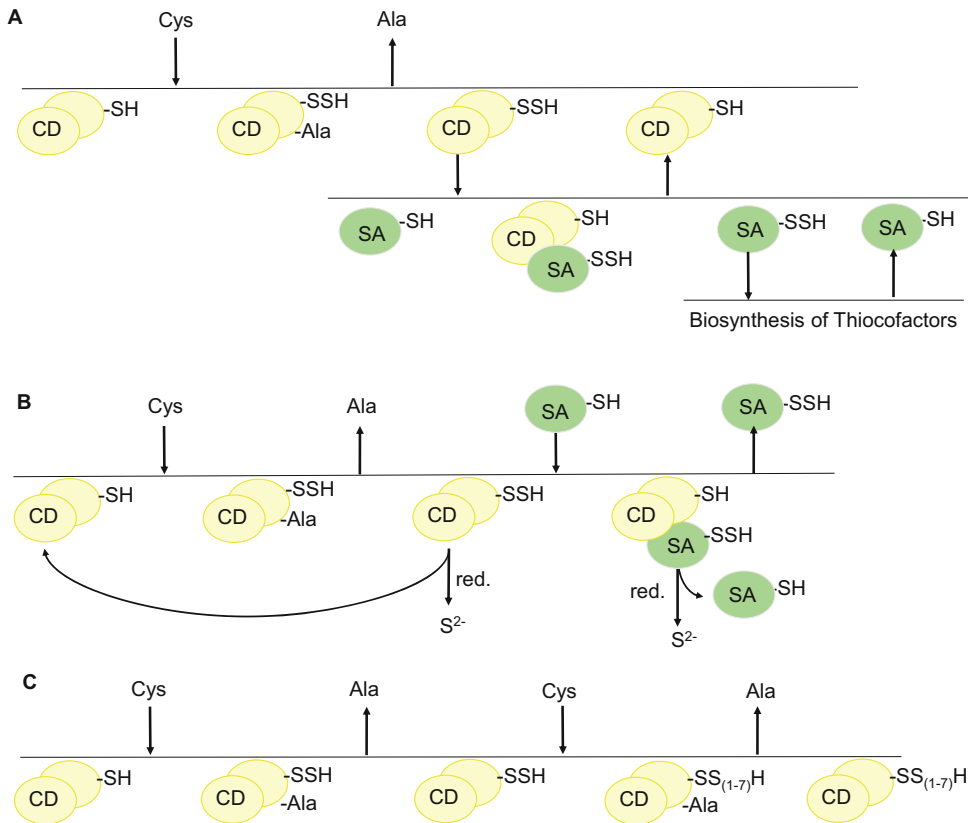 A
Cys
Ala
CD
-SH
CD
-SSH
-Ala
CD
-SSH
CD
-SH
SA
-SH
CD
-SH
SA
-SSH
SA
-SSH
SA
-SH
Biosynthesis of Thiocofactors
B
Cys
Ala
SA
-SH
SA
-SSH
CD
-SH
CD
-SSH
-Ala
CD
-SSH
CD
-SH
SA
-SSH
red.
S²⁻
red.
S²⁻
SA
-SH
C
Cys
Ala
Cys
Ala
CD
-SH
CD
-SSH
-Ala
CD
-SSH
CD
-SS₍₁₋₇₎H
-Ala
CD
-SS₍₁₋₇₎H